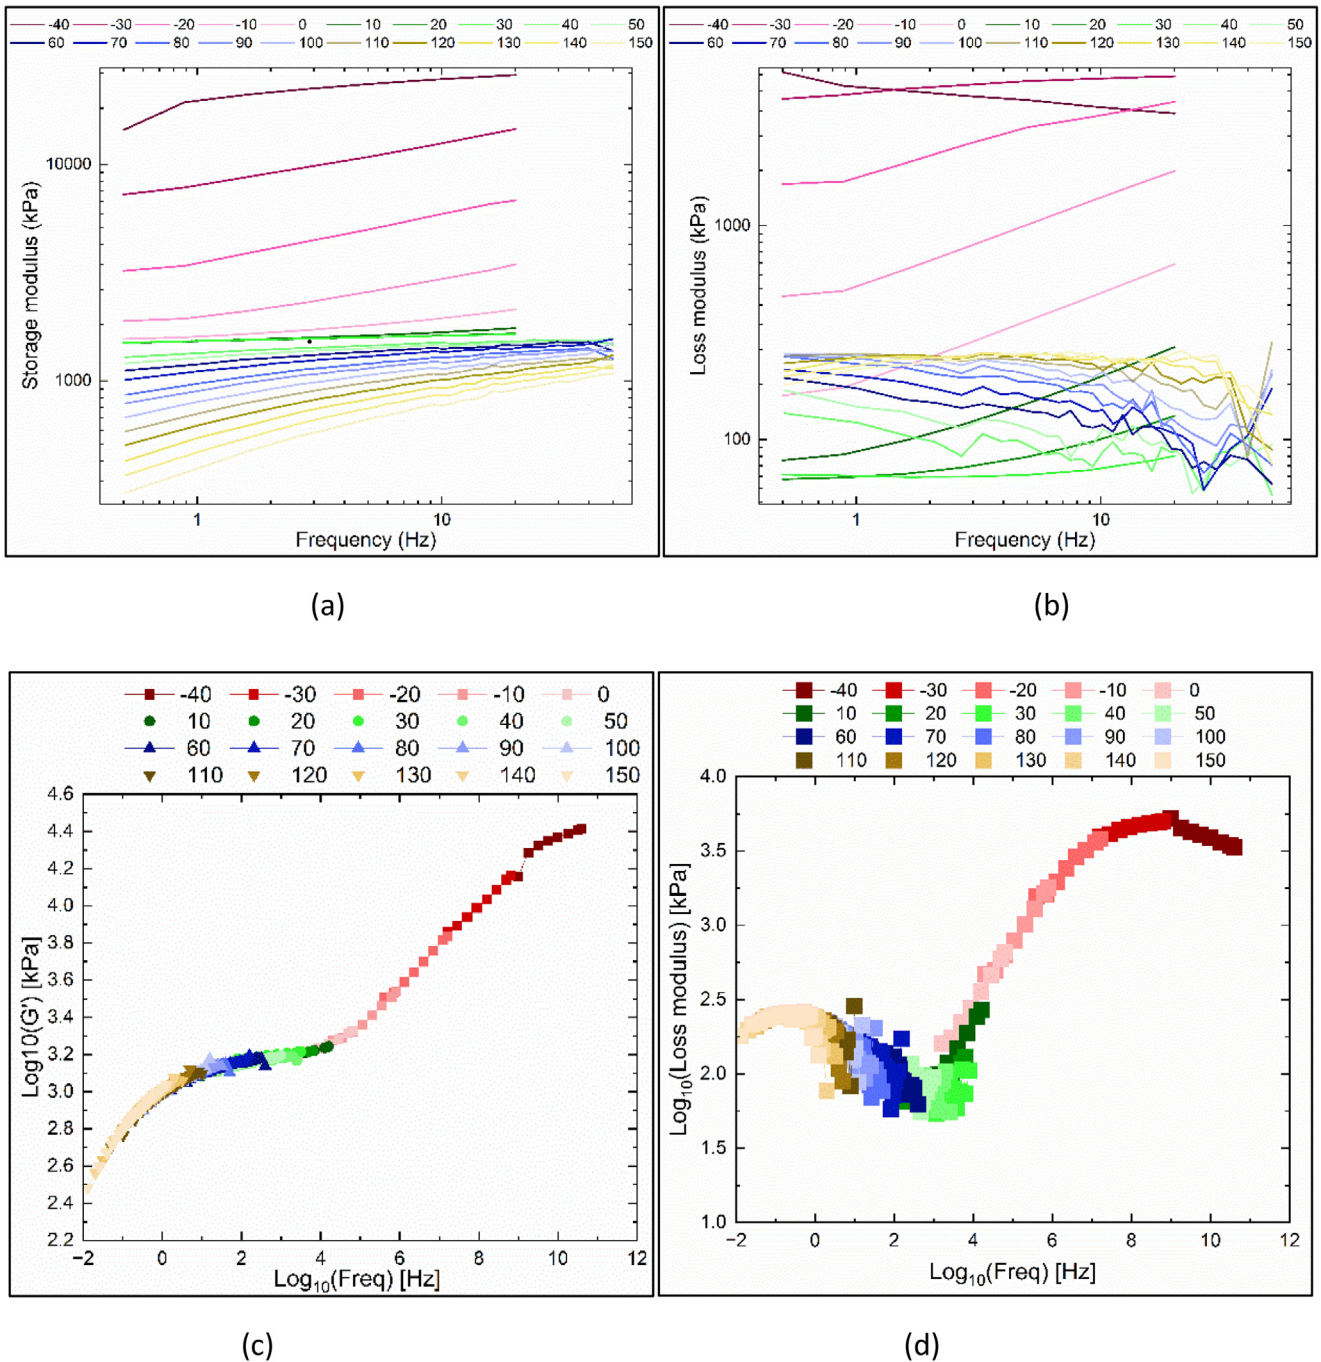 -40 -30 -20 -10 0 10 20 30 40 50
60 70 80 90 100 110 120 130 140 150
10000
1000
Storage modulus (kPa)
1 10
Frequency (Hz)
(a)
-40 -30 -20 -10 0 10 20 30 40 50
60 70 80 90 100 110 120 130 140 150
1000
100
Loss modulus (kPa)
1 10
Frequency (Hz)
(b)
-40 -30 -20 -10 0
10 20 30 40 50
60 70 80 90 100
110 120 130 140 150
4.6
4.4
4.2
4.0
3.8
3.6
3.4
3.2
3.0
2.8
2.6
2.4
2.2
Log10(G') [kPa]
−2 0 2 4 6 8 10 12
Log₁₀(Freq) [Hz]
(c)
-40 -30 -20 -10 0
10 20 30 40 50
60 70 80 90 100
110 120 130 140 150
4.0
3.5
3.0
2.5
2.0
1.5
1.0
Log₁₀(Loss modulus) [kPa]
−2 0 2 4 6 8 10 12
Log₁₀(Freq) [Hz]
(d)